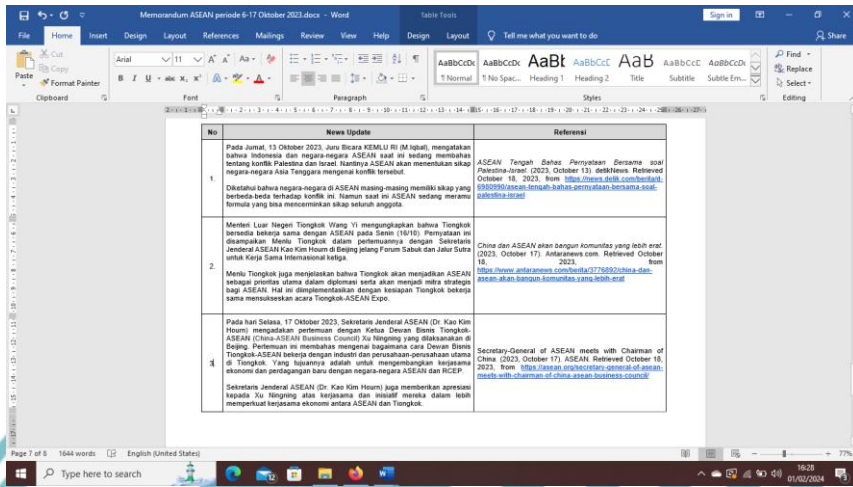 Memorandum ASEAN periode 6-17 Oktober 2023.docx - Word
Table Tools
Sign in
File Home Insert Design Layout References Mailings Review View Help Design Layout Tell me what you want to do Share
Cut
Copy
Format Painter
Paste
Clipboard
Arial 11
Font
Paragraph
AaBbCcDc AaBbCcDc AaBbCc AaBbCcC AaB AaBbCcC AaBbCcDc
¶ Normal ¶ No Spac... Heading 1 Heading 2 Title Subtitle Subtle Em...
Styles
Find
Replace
Select
Editing
No News Update Referensi
1.
Pada Jumat, 13 Oktober 2023, Juru Bicara KEMLU RI (M.Iqbal), mengatakan
bahwa Indonesia dan negara-negara ASEAN saat ini sedang membahas
tentang konflik Palestina dan Israel. Nantinya ASEAN akan menentukan sikap
negara-negara Asia Tenggara mengenai konflik tersebut.
Diketahui bahwa negara-negara di ASEAN masing-masing memiliki sikap yang
berbeda-beda terhadap konflik ini. Namun saat ini ASEAN sedang meramu
formula yang bisa mencerminkan sikap seluruh anggota.
ASEAN Tengah Bahas Pernyataan Bersama soal
Palestina-Israel. (2023, October 13). detikNews. Retrieved
October 18, 2023, from https://news.detik.com/berita/d-
6980990/asean-tengah-bahas-pernyataan-bersama-soal-
palestina-israel
2.
Menteri Luar Negeri Tiongkok Wang Yi mengungkapkan bahwa Tiongkok
bersedia bekerja sama dengan ASEAN pada Senin (16/10). Pernyataan ini
disampaikan Menlu Tiongkok dalam pertemuannya dengan Sekretaris
Jenderal ASEAN Kao Kim Hourn di Beijing jelang Forum Sabuk dan Jalur Sutra
untuk Kerja Sama Internasional ketiga.
Menlu Tiongkok juga menjelaskan bahwa Tiongkok akan menjadikan ASEAN
sebagai prioritas utama dalam diplomasi serta akan menjadi mitra strategis
bagi ASEAN. Hal ini diimplementasikan dengan kesiapan Tiongkok bekerja
sama mensukseskan acara Tiongkok-ASEAN Expo.
China dan ASEAN akan bangun komunitas yang lebih erat.
(2023, October 17). Antaranews.com. Retrieved October
18, 2023, from
https://www.antaranews.com/berita/3776892/china-dan-
asean-akan-bangun-komunitas-yang-lebih-erat
3.
Pada hari Selasa, 17 Oktober 2023, Sekretaris Jenderal ASEAN (Dr. Kao Kim
Hourn) mengadakan pertemuan dengan Ketua Dewan Bisnis Tiongkok-
ASEAN (China-ASEAN Business Council) Xu Ningning yang dilaksanakan di
Beijing. Pertemuan ini membahas mengenai bagaimana cara Dewan Bisnis
Tiongkok-ASEAN bekerja dengan industri dan perusahaan-perusahaan utama
di Tiongkok. Yang tujuannya adalah untuk mengembangkan kerjasama
ekonomi dan perdagangan baru dengan negara-negara ASEAN dan RCEP.
Sekretaris Jenderal ASEAN (Dr. Kao Kim Hourn) juga memberikan apresiasi
kepada Xu Ningning atas kerjasama dan inisiatif mereka dalam lebih
memperkuat kerjasama ekonomi antara ASEAN dan Tiongkok.
Secretary-General of ASEAN meets with Chairman of
China. (2023, October 17). ASEAN. Retrieved October 18,
2023, from https://asean.org/secretary-general-of-asean-
meets-with-chairman-of-china-asean-business-council/
Page 7 of 8 1644 words English (United States) 77%
Type here to search
16:28
01/02/2024